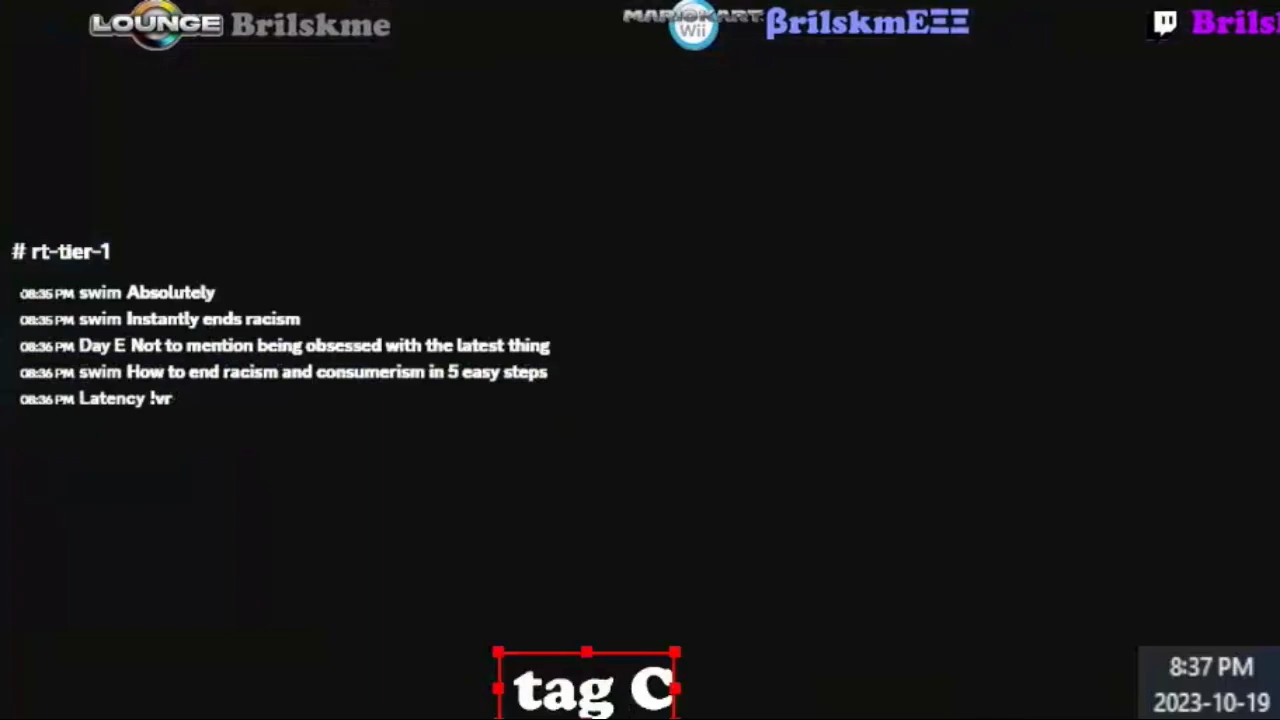 LOUNGE Brilskme
MARIOKART Wii βrilskmEΞΞ
Brils
# rt-tier-1
08:35 PM swim Absolutely
08:35 PM swim Instantly ends racism
08:36 PM Day E Not to mention being obsessed with the latest thing
08:36 PM swim How to end racism and consumerism in 5 easy steps
08:36 PM Latency !vr
tag C
8:37 PM
2023-10-19